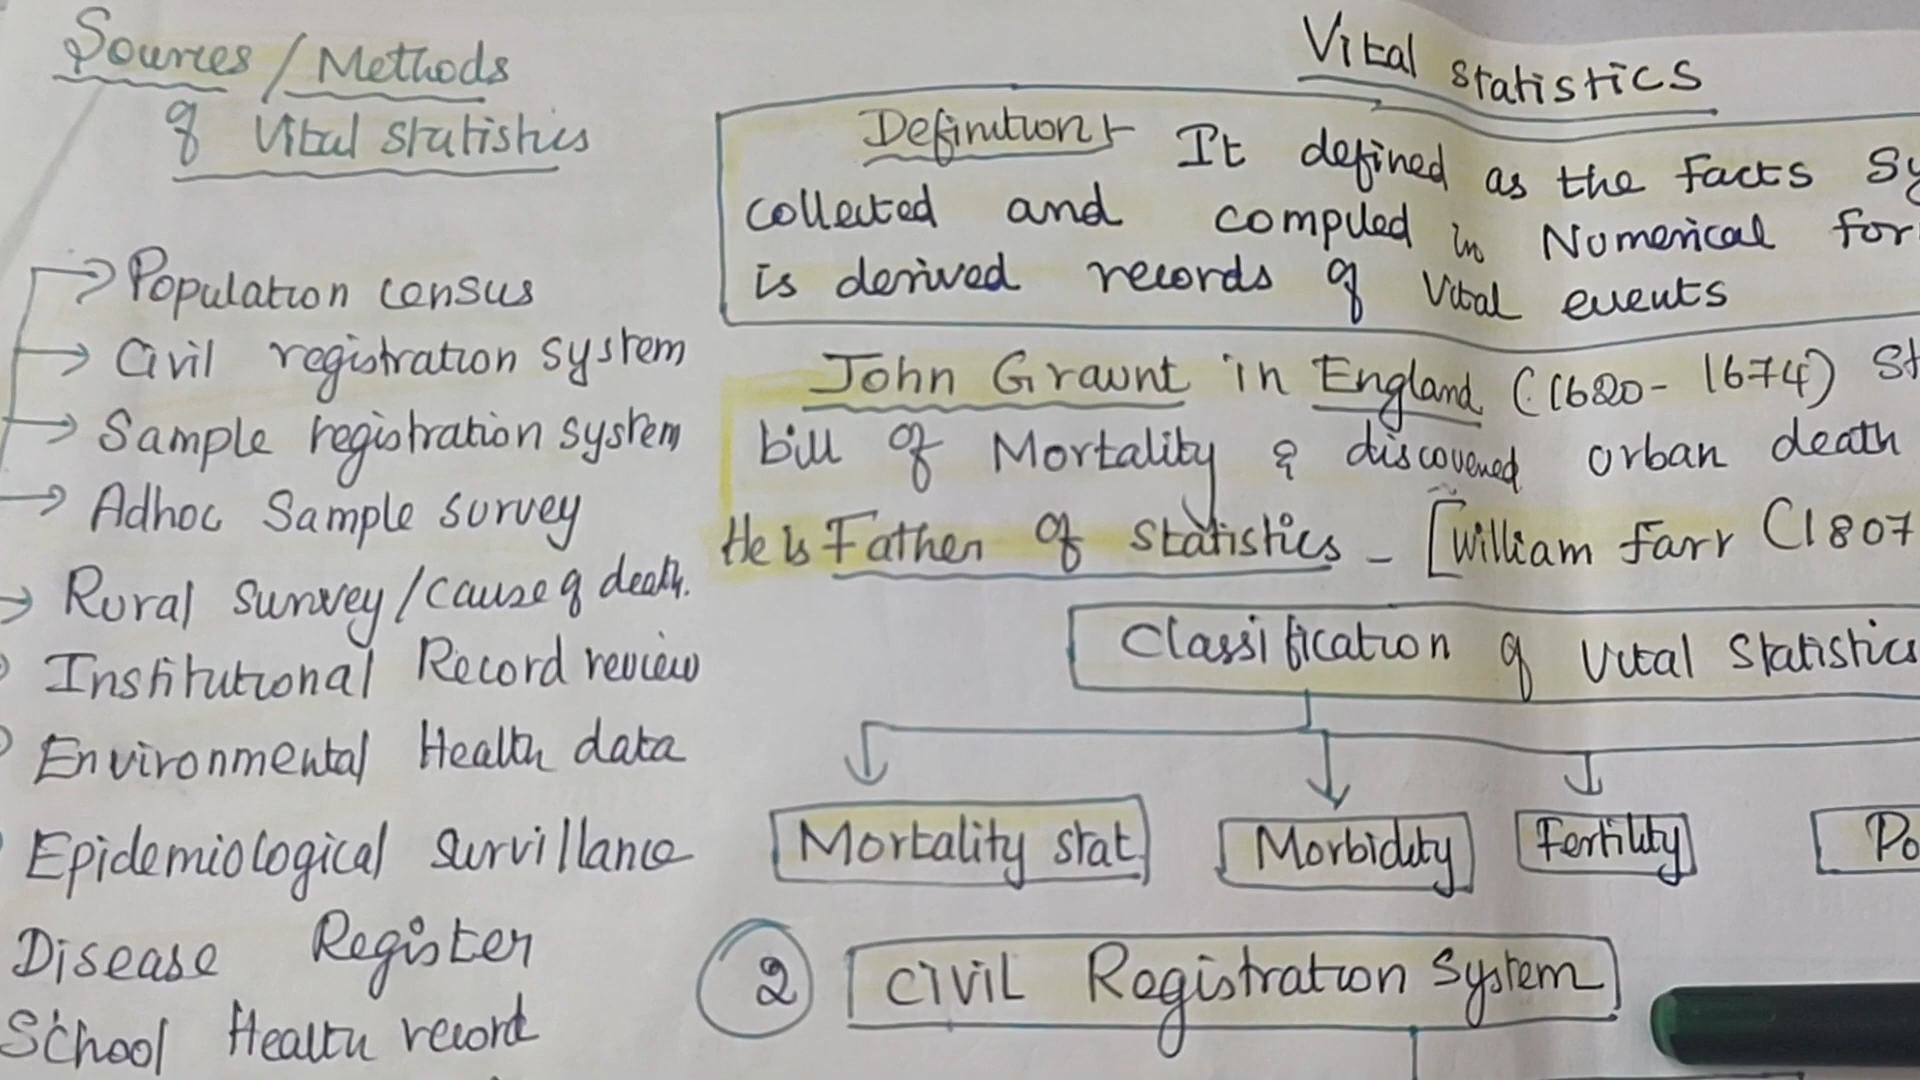 Sources / Methods
of Vital statistics
Population census
Civil registration system
Sample registration system
Adhoc Sample survey
Rural survey / cause of death.
Institutional Record review
Environmental Health data
Epidemiological survillance
Disease Register
School Health record
Vital statistics
Definition :- It defined as the facts Sy
collected and compiled in Numerical for
is derived records of Vital events
John Graunt in England (1620 - 1674) St
bill of Mortality & discovered urban death
He is Father of Statistics - [William Farr (1807
Classification of Vital Statistics
Mortality stat.
Morbidity
Fertility
Po
2
Civil Registration System